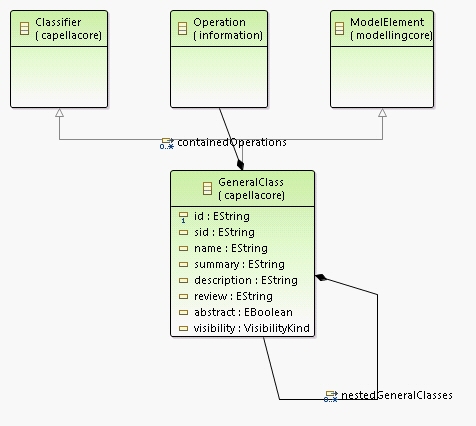 Classifier
( capellacore)
Operation
( information)
ModelElement
( modellingcore)
0..* containedOperations
GeneralClass
( capellacore)
id : EString
sid : EString
name : EString
summary : EString
description : EString
review : EString
abstract : EBoolean
visibility : VisibilityKind
0..* nestedGeneralClasses